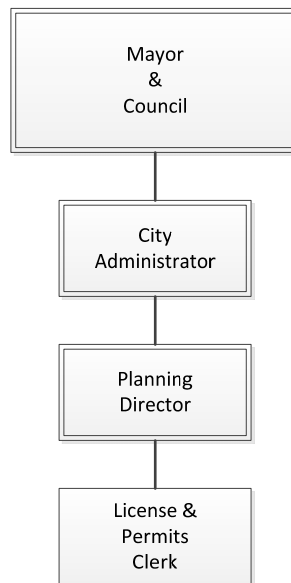 Mayor
&
Council
City
Administrator
Planning
Director
License &
Permits
Clerk